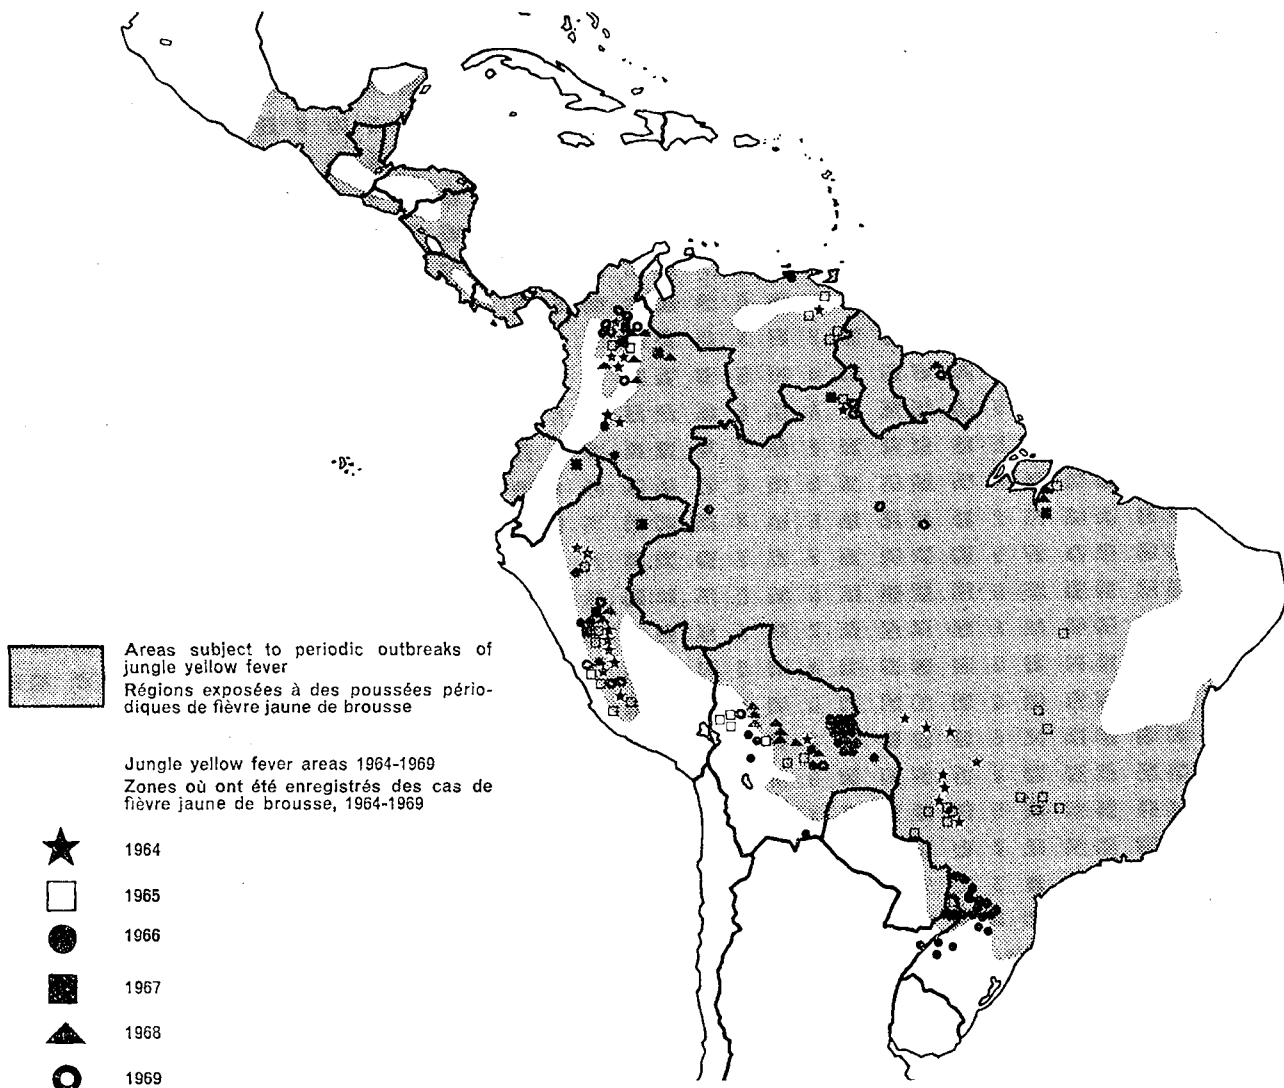 Areas subject to periodic outbreaks of
jungle yellow fever
Régions exposées à des poussées pério-
diques de fièvre jaune de brousse
Jungle yellow fever areas 1964-1969
Zones où ont été enregistrés des cas de
fièvre jaune de brousse, 1964-1969
1964
1965
1966
1967
1968
1969